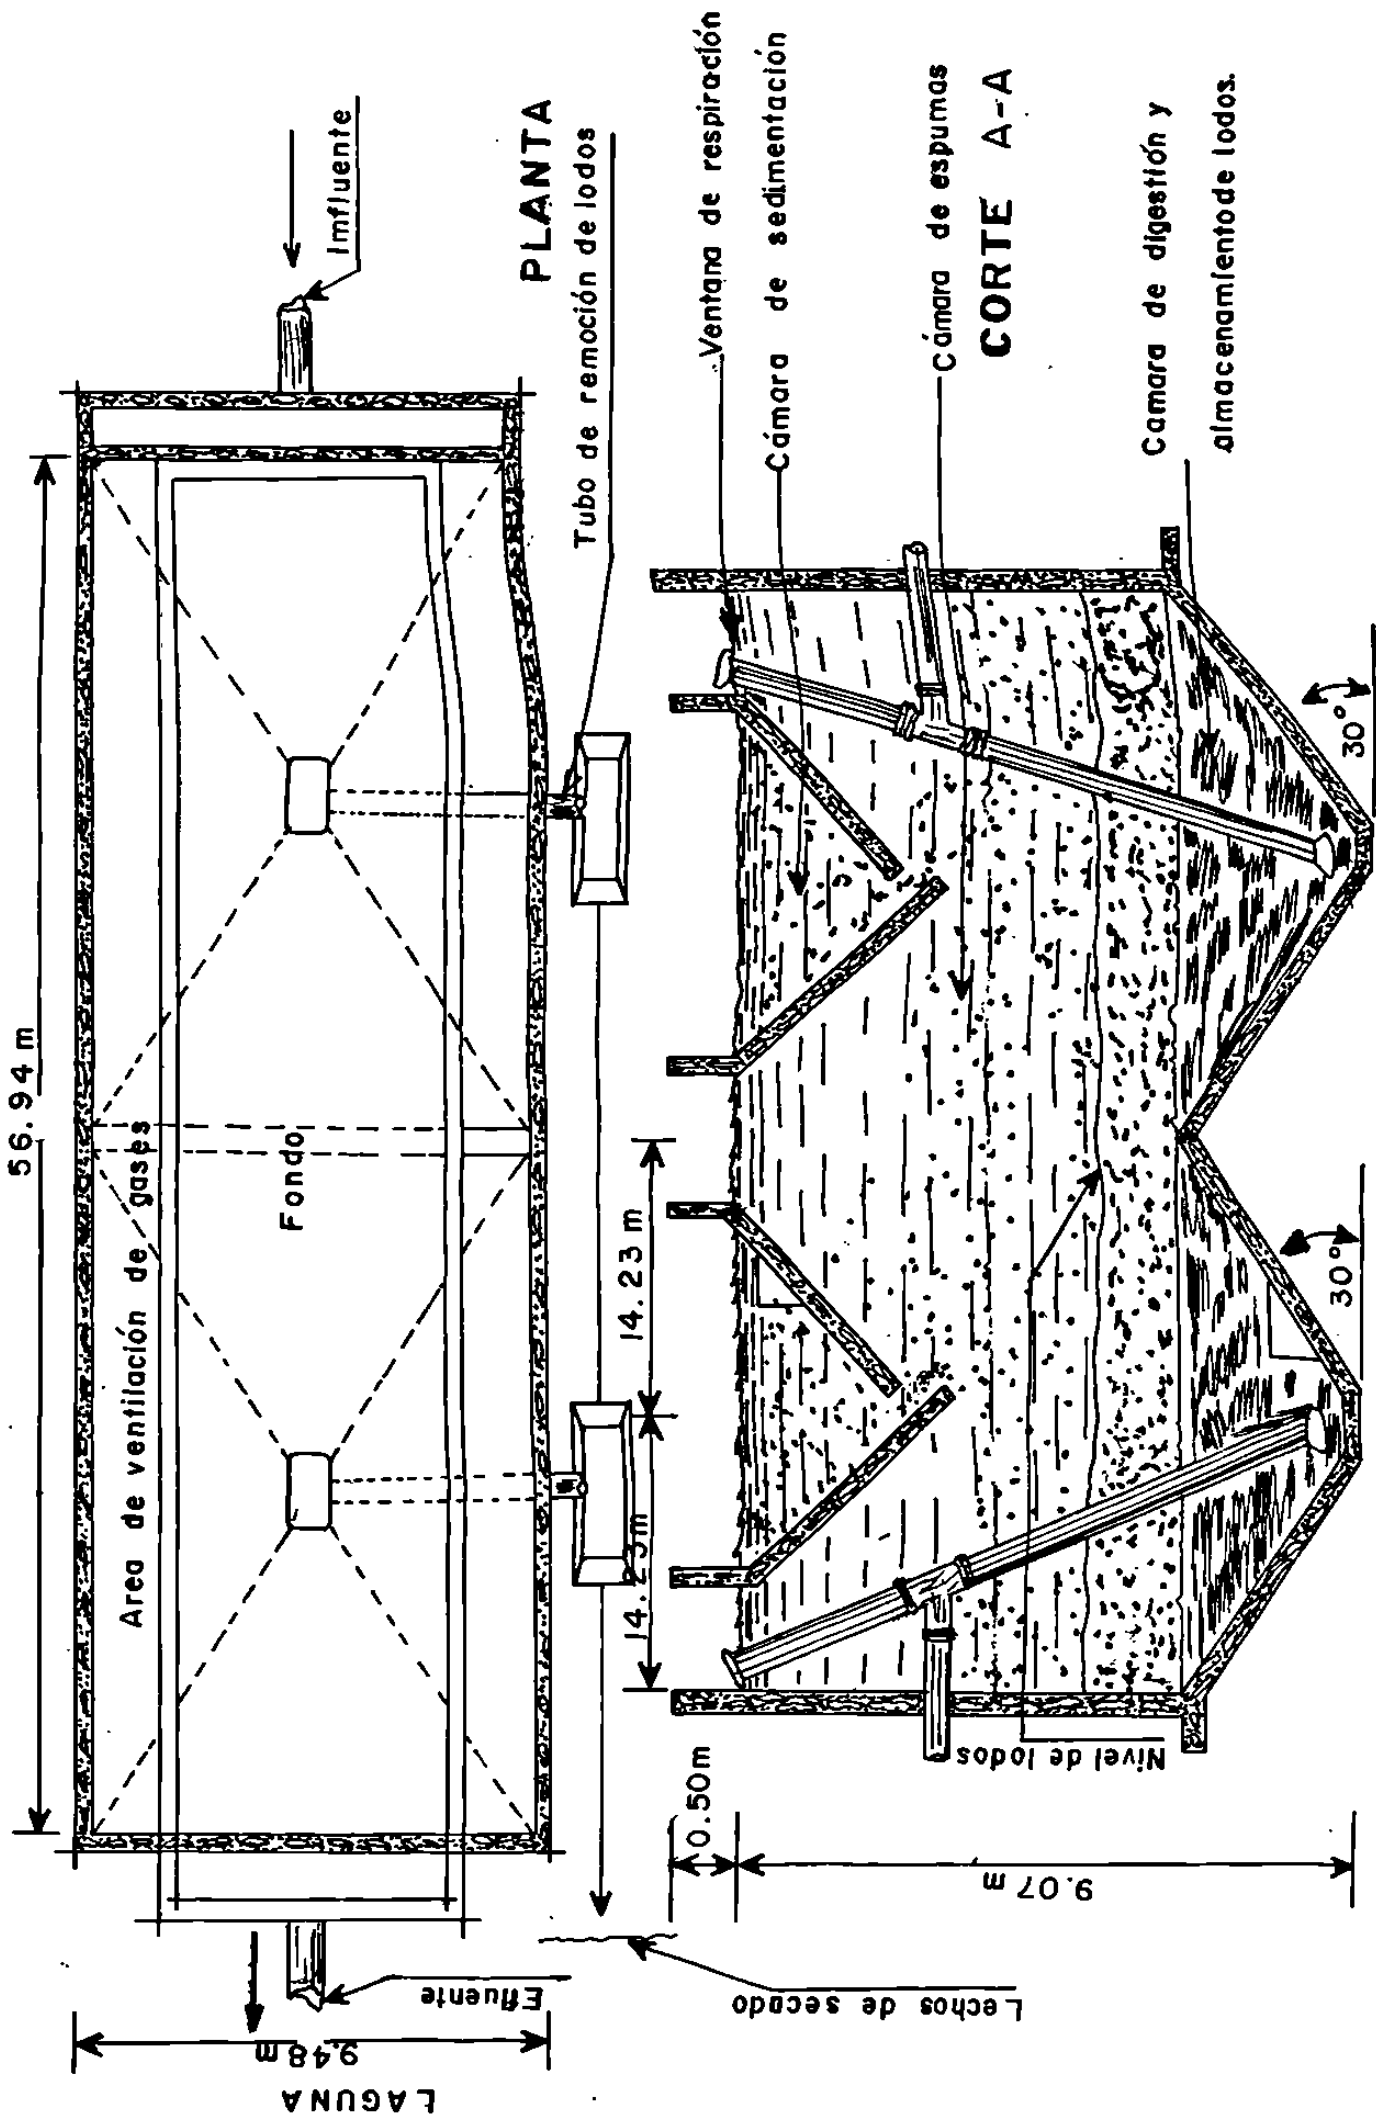 56.94 m
Area de ventilación de gases
Fondo
Imfluente
PLANTA
Tubo de remoción de lodos
14.23 m
14.23m
Efluente
9.48 m
LAGUNA
Lechos de secado
Ventana de respiración
Cámara de sedimentación
Cámara de espumas
CORTE A-A
Camara de digestión y
almacenamiento de lodos.
30°
30°
Nivel de lodos
0.50m
9.07 m